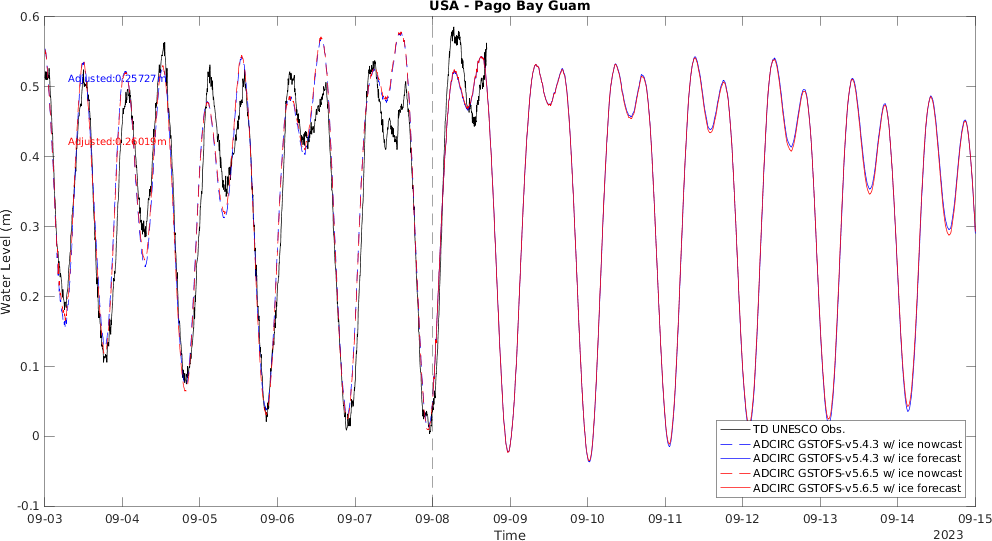 USA - Pago Bay Guam
0.6
0.5
0.4
0.3
0.2
0.1
0
-0.1
Water Level (m)
Adjusted:0.25727m
Adjusted:0.26019m
TD UNESCO Obs.
ADCIRC GSTOFS-v5.4.3 w/ ice nowcast
ADCIRC GSTOFS-v5.4.3 w/ ice forecast
ADCIRC GSTOFS-v5.6.5 w/ ice nowcast
ADCIRC GSTOFS-v5.6.5 w/ ice forecast
09-03 09-04 09-05 09-06 09-07 09-08 09-09 09-10 09-11 09-12 09-13 09-14 09-15
Time
2023